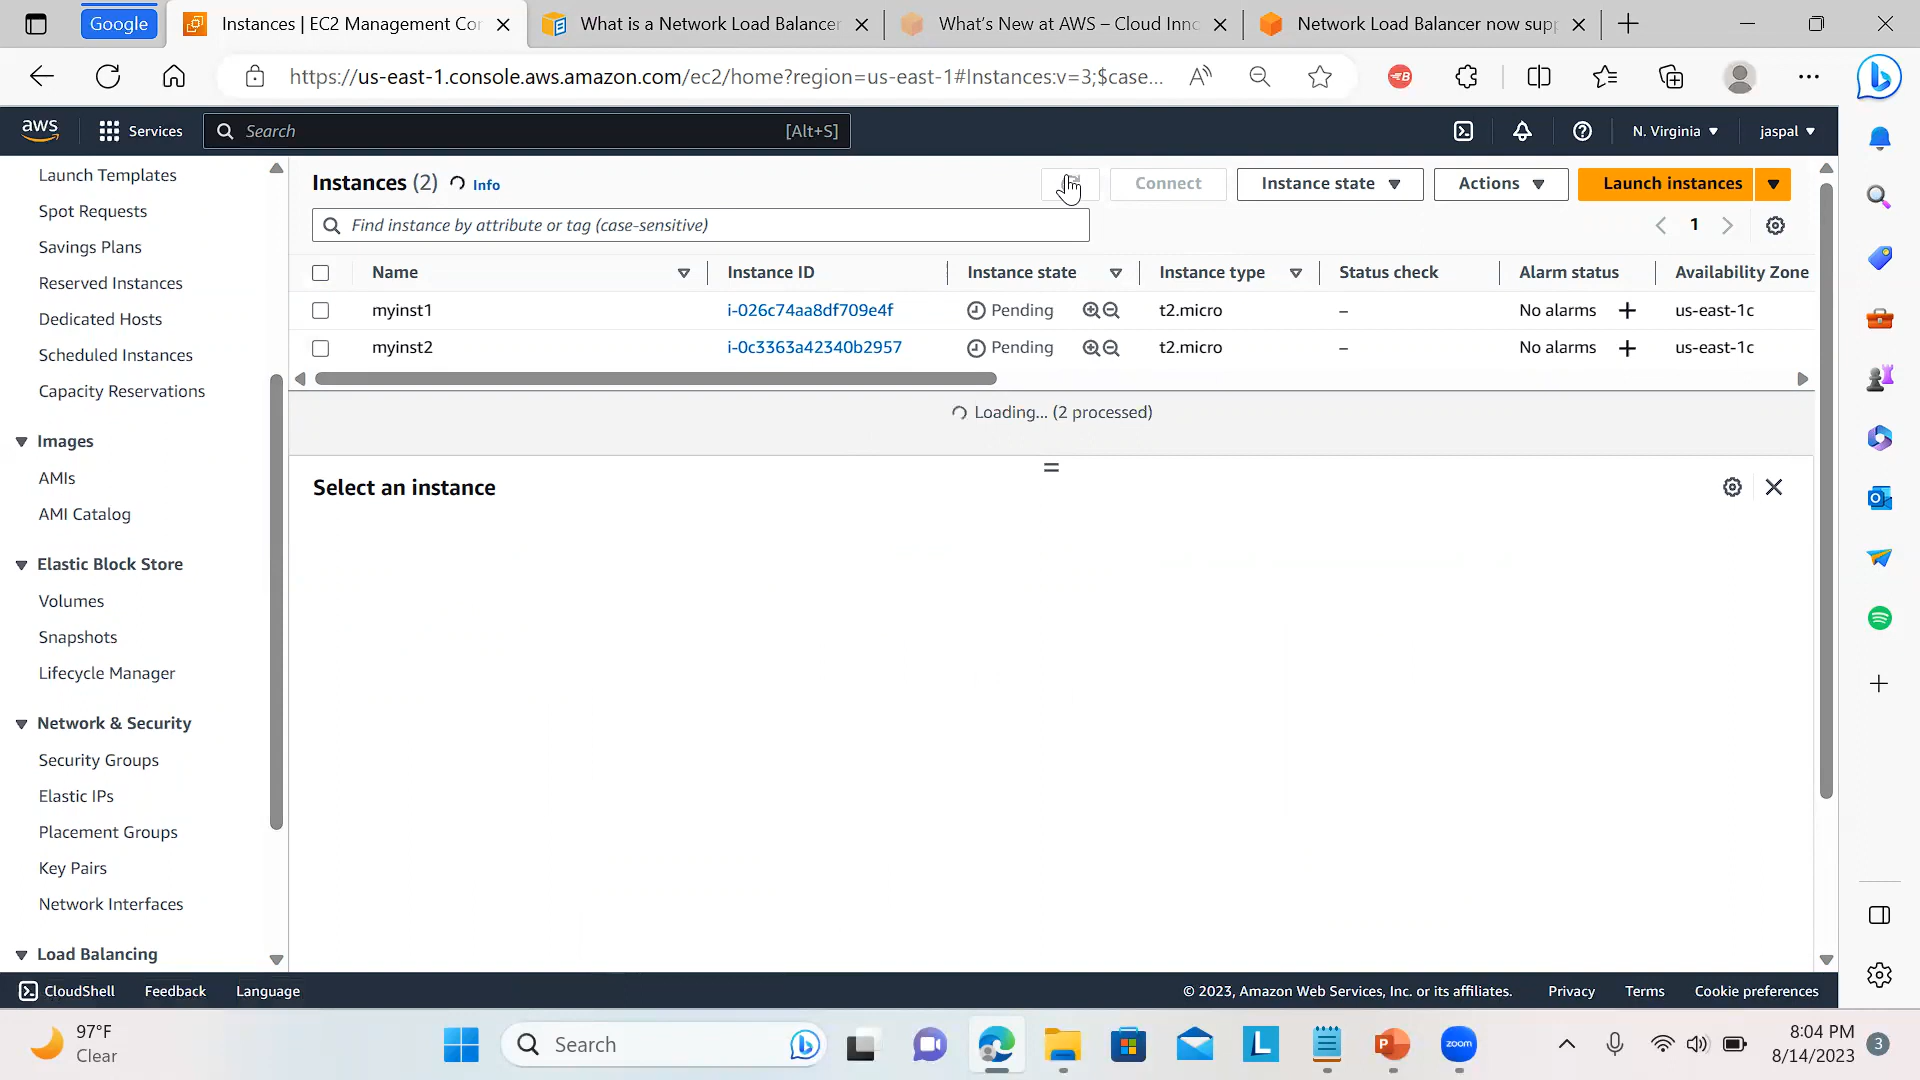 Google
Instances | EC2 Management Cor
What is a Network Load Balancer
What's New at AWS – Cloud Inno
Network Load Balancer now supp
https://us-east-1.console.aws.amazon.com/ec2/home?region=us-east-1#Instances:v=3;$case...
aws
Services
Search
[Alt+S]
N. Virginia
jaspal
Launch Templates
Spot Requests
Savings Plans
Reserved Instances
Dedicated Hosts
Scheduled Instances
Capacity Reservations
Images
AMIs
AMI Catalog
Elastic Block Store
Volumes
Snapshots
Lifecycle Manager
Network & Security
Security Groups
Elastic IPs
Placement Groups
Key Pairs
Network Interfaces
Load Balancing
Instances (2) Info
Connect
Instance state
Actions
Launch instances
Find instance by attribute or tag (case-sensitive)
1
Name Instance ID Instance state Instance type Status check Alarm status Availability Zone
myinst1 i-026c74aa8df709e4f Pending t2.micro – No alarms + us-east-1c
myinst2 i-0c3363a42340b2957 Pending t2.micro – No alarms + us-east-1c
Loading... (2 processed)
Select an instance
CloudShell Feedback Language
© 2023, Amazon Web Services, Inc. or its affiliates. Privacy Terms Cookie preferences
97°F
Clear
Search
L
P
zoom
8:04 PM
8/14/2023
3